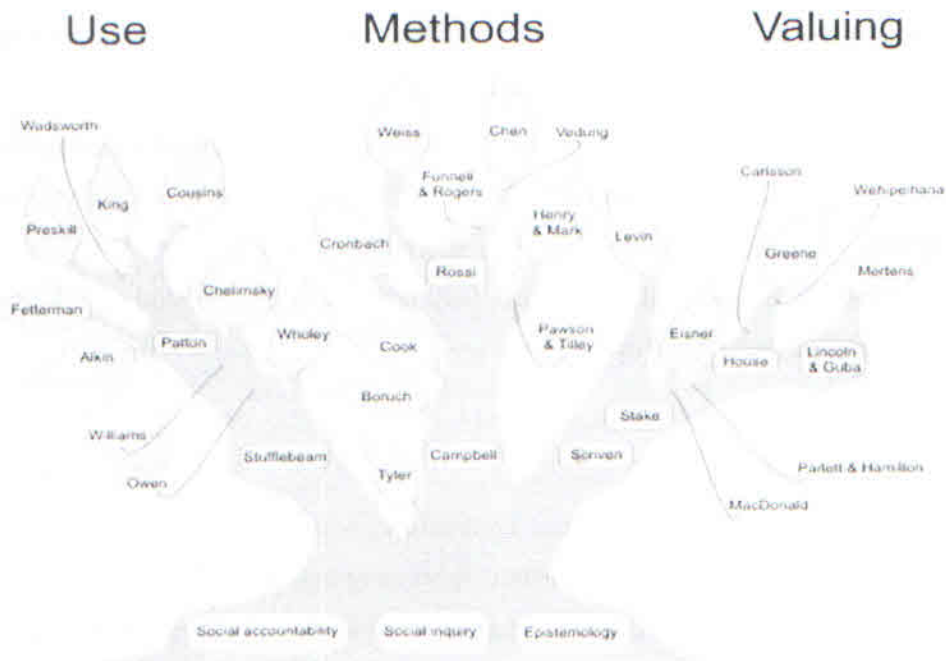 Use Methods Valuing
Wadsworth
Weiss
Chen
Vedung
King
Cousins
Funnell
& Rogers
Carlsson
Wehipeihana
Preskill
Henry
& Mark
Levin
Cronbach
Rossi
Greene
Mertens
Chelimsky
Fetterman
Wholey
Pawson
& Tilley
Eisner
Patton
Cook
House
Lincoln
& Guba
Alkin
Boruch
Stake
Williams
Stufflebeam
Campbell
Scriven
Owen
Tyler
Parlett & Hamilton
MacDonald
Social accountability
Social inquiry
Epistemology